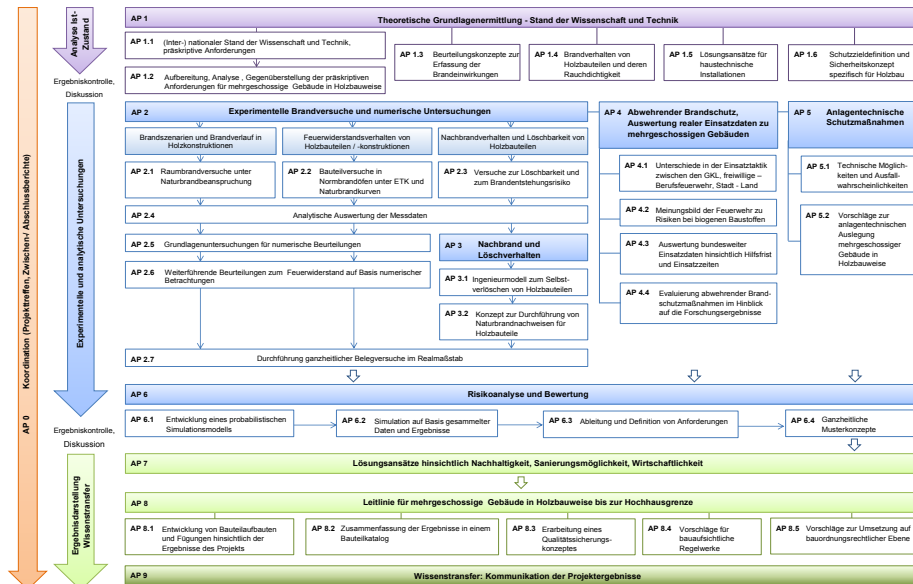 AP 0 Koordination (Projekttreffen, Zwischen-/ Abschlussberichte)
Analyse Ist-
Zustand
Ergebniskontrolle,
Diskussion
Experimentelle und analytische Untersuchungen
Ergebniskontrolle,
Diskussion
Ergebnisdarstellung
Wissenstransfer
AP 1 Theoretische Grundlagenermittlung - Stand der Wissenschaft und Technik
AP 1.1 (Inter-) nationaler Stand der Wissenschaft und Technik,
präskriptive Anforderungen
AP 1.2 Aufbereitung, Analyse , Gegenüberstellung der präskriptiven
Anforderungen für mehrgeschossige Gebäude in Holzbauweise
AP 1.3 Beurteilungskonzepte zur
Erfassung der
Brandeinwirkungen
AP 1.4 Brandverhalten von
Holzbauteilen und deren
Rauchdichtigkeit
AP 1.5 Lösungsansätze für
haustechnische
Installationen
AP 1.6 Schutzzieldefinition und
Sicherheitskonzept
spezifisch für Holzbau
AP 2 Experimentelle Brandversuche und numerische Untersuchungen
Brandszenarien und Brandverlauf in
Holzkonstruktionen
Feuerwiderstandsverhalten von
Holzbauteilen / -konstruktionen
Nachbrandverhalten und Löschbarkeit von
Holzbauteilen
AP 2.1 Raumbrandversuche unter
Naturbrandbeanspruchung
AP 2.2 Bauteilversuche in
Normbrandöfen unter ETK und
Naturbrandkurven
AP 2.3 Versuche zur Löschbarkeit
und zum Brandentstehungsrisiko
AP 2.4 Analytische Auswertung der Messdaten
AP 2.5 Grundlagenuntersuchungen für numerische Beurteilungen
AP 2.6 Weiterführende Beurteilungen zum Feuerwiderstand auf Basis numerischer
Betrachtungen
AP 3 Nachbrand und
Löschverhalten
AP 3.1 Ingenieurmodell zum Selbst-
verlöschen von Holzbauteilen
AP 3.2 Konzept zur Durchführung von
Naturbrandnachweisen für
Holzbauteile
AP 2.7 Durchführung ganzheitlicher Belegversuche im Realmaßstab
AP 4 Abwehrender Brandschutz,
Auswertung realer Einsatzdaten zu
mehrgeschossigen Gebäuden
AP 4.1 Unterschiede in der Einsatztaktik
zwischen den GKL, freiwillige –
Berufsfeuerwehr, Stadt - Land
AP 4.2 Meinungsbild der Feuerwehr zu
Risiken bei biogenen Baustoffen
AP 4.3 Auswertung bundesweiter
Einsatzdaten hinsichtlich Hilfsfrist
und Einsatzzeiten
AP 4.4 Evaluierung abwehrender Brand-
schutzmaßnahmen im Hinblick
auf die Forschungsergebnisse
AP 5 Anlagentechnische
Schutzmaßnahmen
AP 5.1 Technische Möglich-
keiten und Ausfall-
wahrscheinlichkeiten
AP 5.2 Vorschläge zur
anlagentechnischen
Auslegung
mehrgeschossiger
Gebäude in
Holzbauweise
AP 6 Risikoanalyse und Bewertung
AP 6.1 Entwicklung eines probabilistischen
Simulationsmodells
AP 6.2 Simulation auf Basis gesammelter
Daten und Ergebnisse
AP 6.3 Ableitung und Definition von Anforderungen
AP 6.4 Ganzheitliche
Musterkonzepte
AP 7 Lösungsansätze hinsichtlich Nachhaltigkeit, Sanierungsmöglichkeit, Wirtschaftlichkeit
AP 8 Leitlinie für mehrgeschossige Gebäude in Holzbauweise bis zur Hochhausgrenze
AP 8.1 Entwicklung von Bauteilaufbauten
und Fügungen hinsichtlich der
Ergebnisse des Projekts
AP 8.2 Zusammenfassung der Ergebnisse in einem
Bauteilkatalog
AP 8.3 Erarbeitung eines
Qualitätssicherungs-
konzeptes
AP 8.4 Vorschläge für
bauaufsichtliche
Regelwerke
AP 8.5 Vorschläge zur Umsetzung auf
bauordnungsrechtlicher Ebene
AP 9 Wissenstransfer: Kommunikation der Projektergebnisse